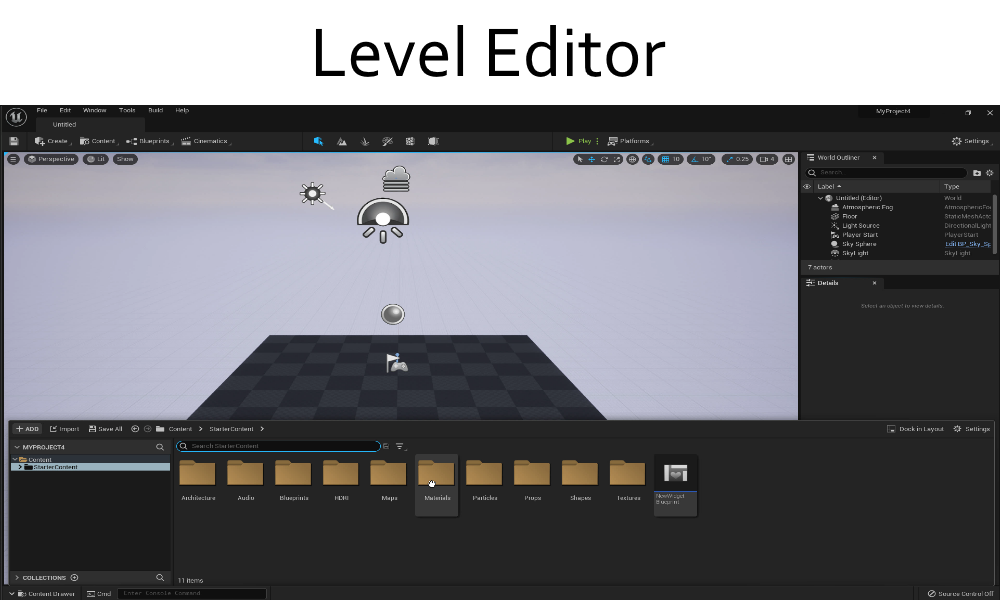 Level Editor
File Edit Window Tools Build Help
MyProject4
Untitled
Create Content Blueprints Cinematics Play Platforms Settings
Perspective Lit Show 10 10° 0.25 4
World Outliner
Search...
Label Type
Untitled (Editor) World
Atmospheric Fog AtmosphericFo
Floor StaticMeshActo
Light Source DirectionalLight
Player Start PlayerStart
Sky Sphere Edit BP_Sky_Sp
SkyLight SkyLight
7 actors
Details
Select an object to view details.
ADD Import Save All Content StarterContent Dock in Layout Settings
MYPROJECT4
Search StarterContent
Content
StarterContent
Architecture Audio Blueprints HDRI Maps Materials Particles Props Shapes Textures
NewWidget
Blueprint
COLLECTIONS
11 items
Content Drawer Cmd Enter Console Command Source Control Off